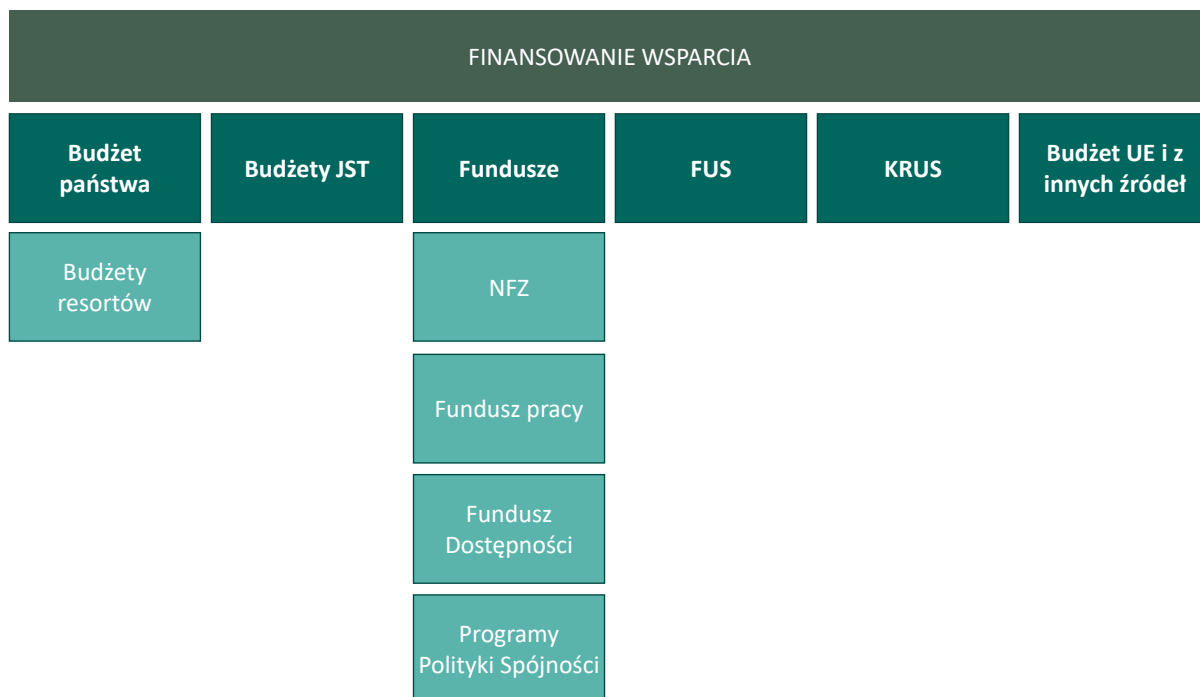 FINANSOWANIE WSPARCIA
Budżet
państwa
Budżety JST
Fundusze
FUS
KRUS
Budżet UE i z
innych źródeł
Budżety
resortów
NFZ
Fundusz pracy
Fundusz
Dostępności
Programy
Polityki Spójności